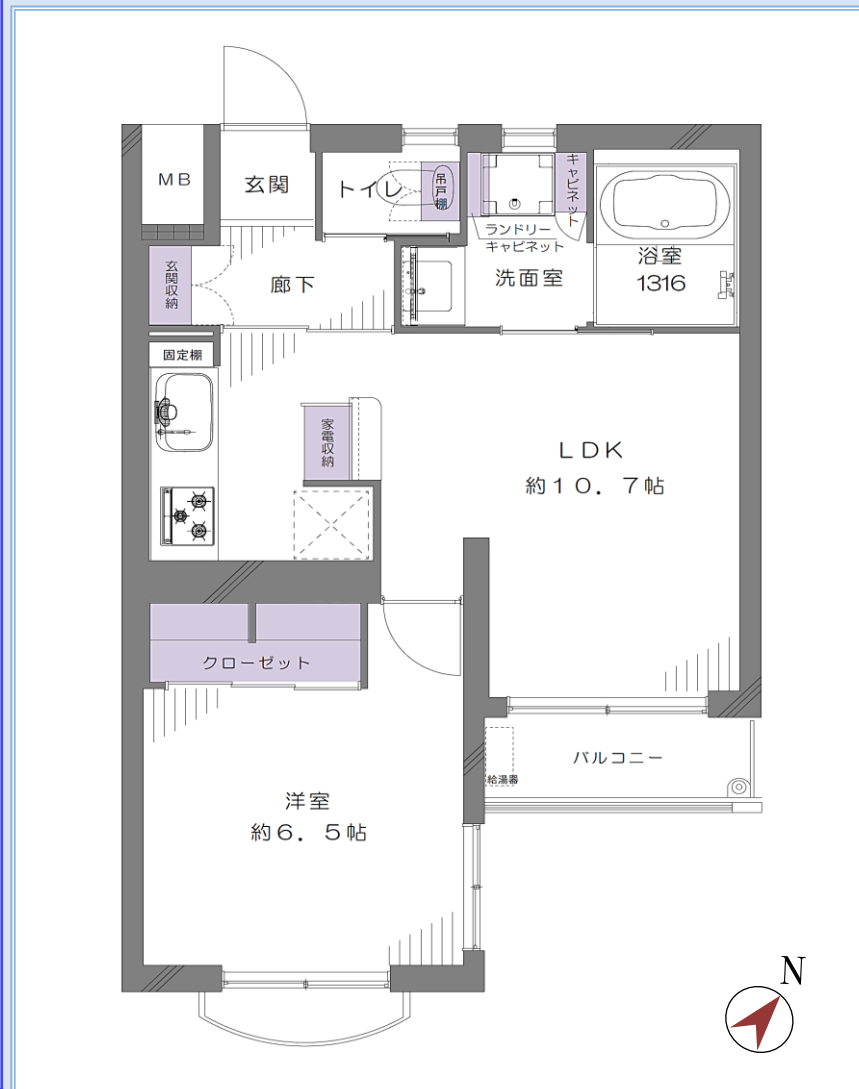 MB
玄関
トイレ
吊戸棚
キャビネット
ランドリー
キャビネット
浴室
1316
玄関収納
廊下
洗面室
固定棚
家電収納
LDK
約10.7帖
クローゼット
バルコニー
給湯器
洋室
約6.5帖
N